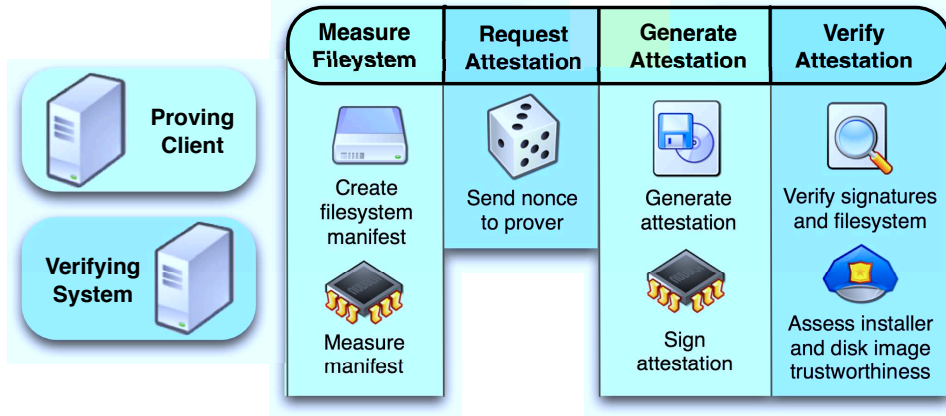 Proving
Client
Verifying
System
Measure
Fileystem
Create
filesystem
manifest
Measure
manifest
Request
Attestation
Send nonce
to prover
Generate
Attestation
Generate
attestation
Sign
attestation
Verify
Attestation
Verify signatures
and filesystem
Assess installer
and disk image
trustworthiness